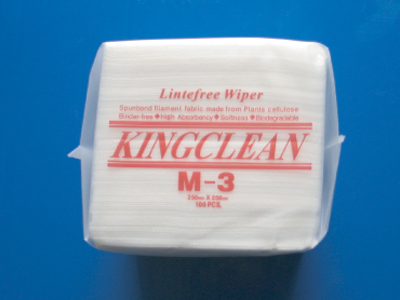 Lintefree Wiper
Spunbond filament fabric made from Plants cellulose
Binder-free ◆ High Absorbency ◆ Softness ◆ Biodegradable
KINGCLEAN
M-3
100 PCS.